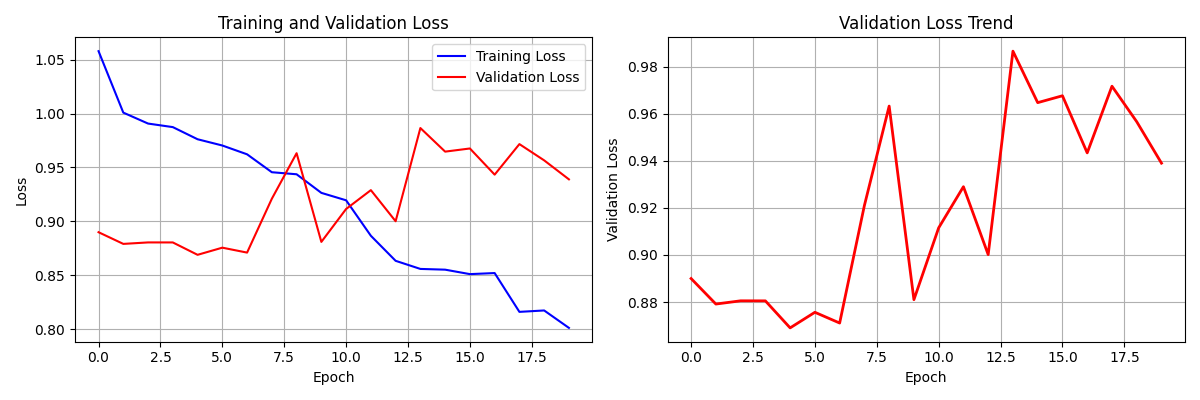 Training and Validation Loss
Training Loss
Validation Loss
1.05
1.00
0.95
0.90
0.85
0.80
Loss
0.0 2.5 5.0 7.5 10.0 12.5 15.0 17.5
Epoch
Validation Loss Trend
0.98
0.96
0.94
0.92
0.90
0.88
Validation Loss
0.0 2.5 5.0 7.5 10.0 12.5 15.0 17.5
Epoch